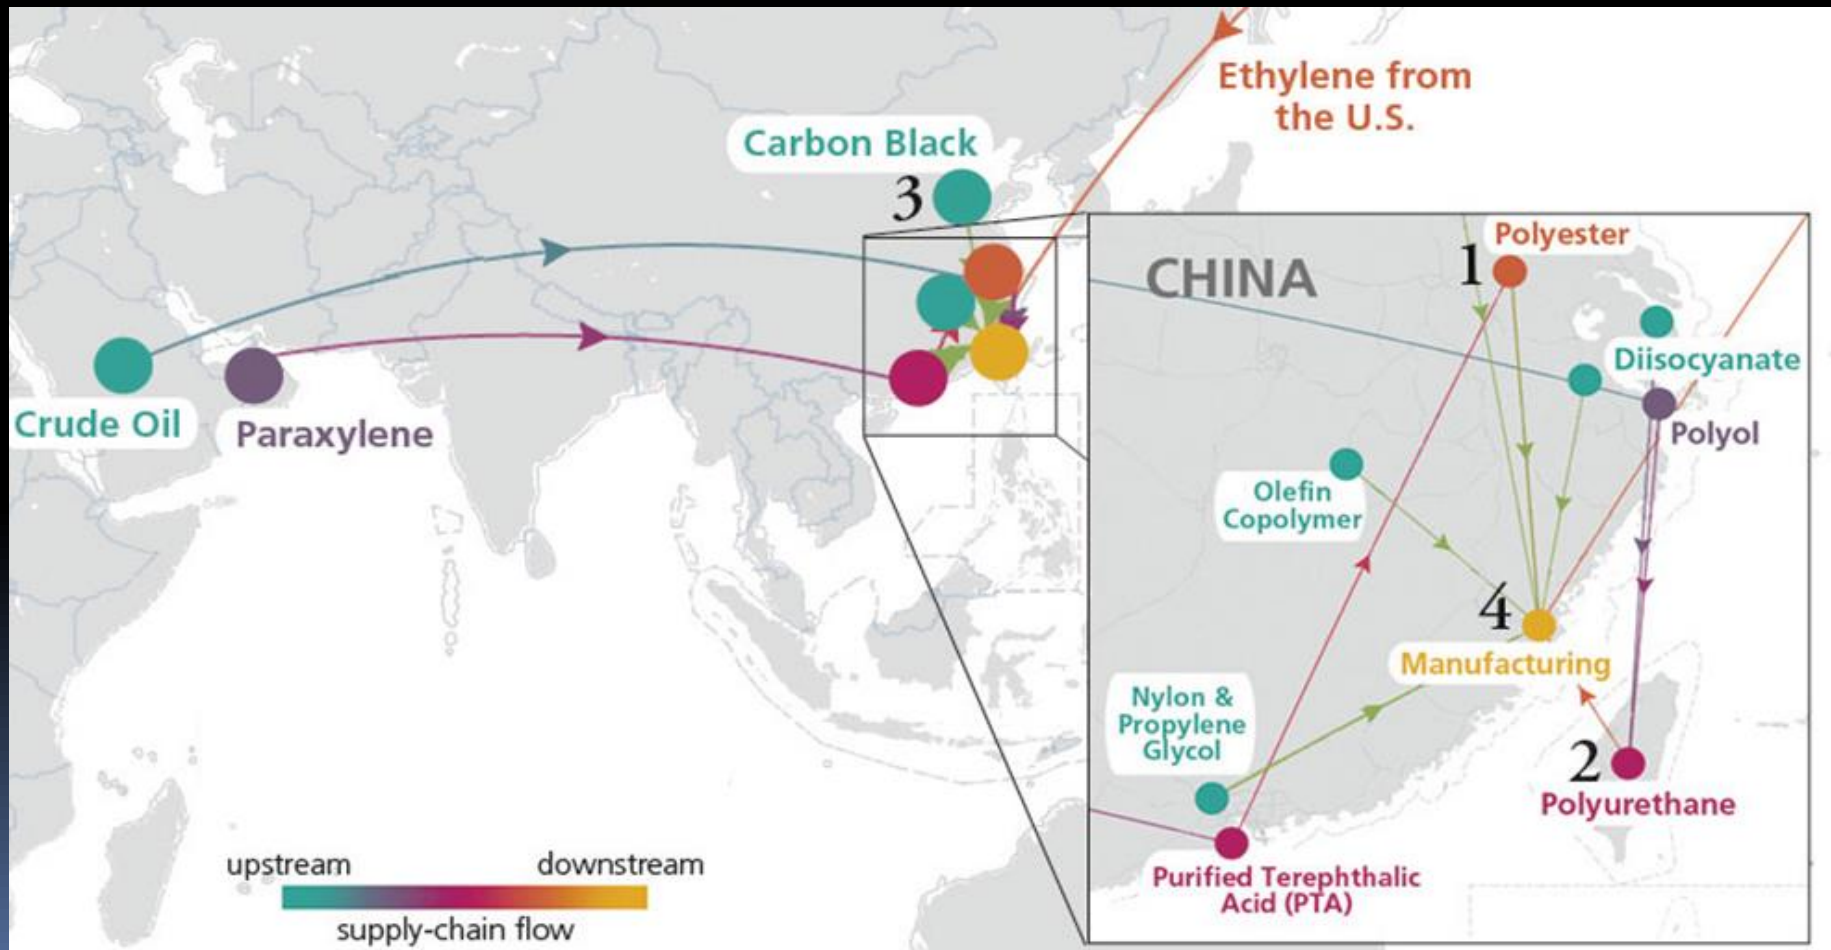 Ethylene from
the U.S.
Carbon Black
3
Crude Oil
Paraxylene
CHINA
1
Polyester
Diisocyanate
Polyol
Olefin
Copolymer
4
Manufacturing
Nylon &
Propylene
Glycol
2
Polyurethane
Purified Terephthalic
Acid (PTA)
upstream
downstream
supply-chain flow